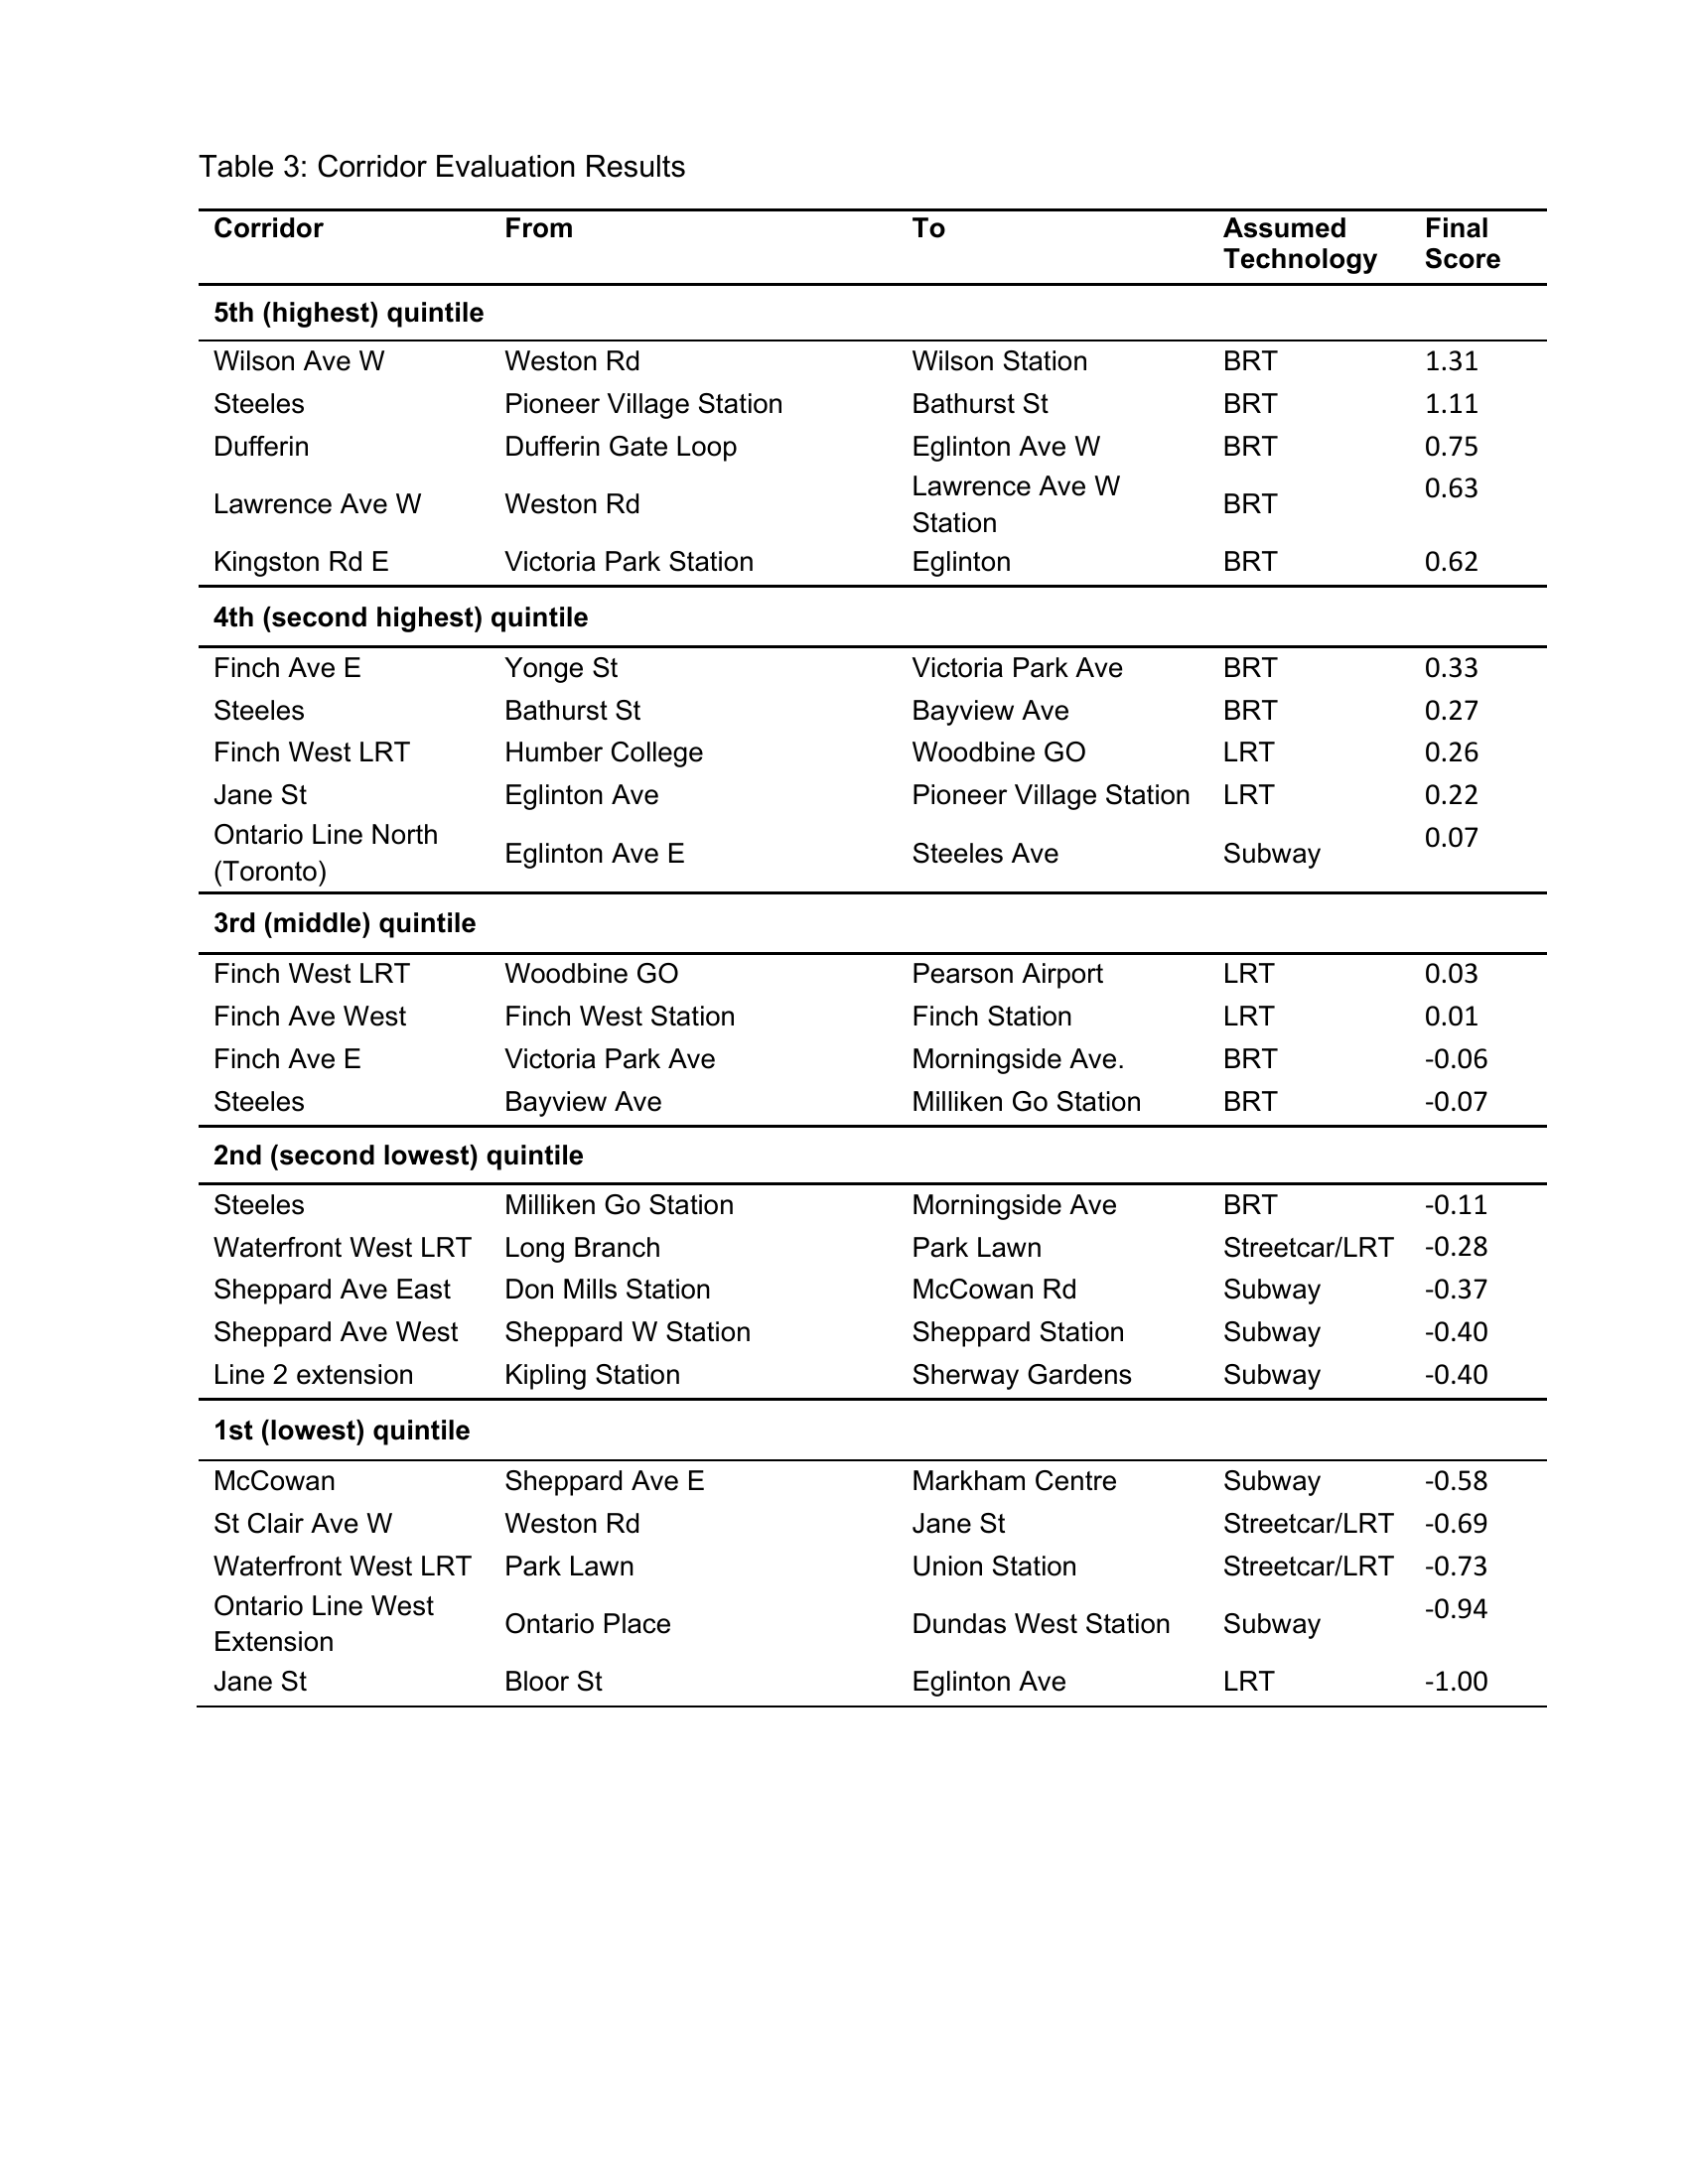 Table 3: Corridor Evaluation Results
Corridor From To Assumed Technology Final Score
5th (highest) quintile
Wilson Ave W Weston Rd Wilson Station BRT 1.31
Steeles Pioneer Village Station Bathurst St BRT 1.11
Dufferin Dufferin Gate Loop Eglinton Ave W BRT 0.75
Lawrence Ave W Weston Rd Lawrence Ave W Station BRT 0.63
Kingston Rd E Victoria Park Station Eglinton BRT 0.62
4th (second highest) quintile
Finch Ave E Yonge St Victoria Park Ave BRT 0.33
Steeles Bathurst St Bayview Ave BRT 0.27
Finch West LRT Humber College Woodbine GO LRT 0.26
Jane St Eglinton Ave Pioneer Village Station LRT 0.22
Ontario Line North (Toronto) Eglinton Ave E Steeles Ave Subway 0.07
3rd (middle) quintile
Finch West LRT Woodbine GO Pearson Airport LRT 0.03
Finch Ave West Finch West Station Finch Station LRT 0.01
Finch Ave E Victoria Park Ave Morningside Ave. BRT -0.06
Steeles Bayview Ave Milliken Go Station BRT -0.07
2nd (second lowest) quintile
Steeles Milliken Go Station Morningside Ave BRT -0.11
Waterfront West LRT Long Branch Park Lawn Streetcar/LRT -0.28
Sheppard Ave East Don Mills Station McCowan Rd Subway -0.37
Sheppard Ave West Sheppard W Station Sheppard Station Subway -0.40
Line 2 extension Kipling Station Sherway Gardens Subway -0.40
1st (lowest) quintile
McCowan Sheppard Ave E Markham Centre Subway -0.58
St Clair Ave W Weston Rd Jane St Streetcar/LRT -0.69
Waterfront West LRT Park Lawn Union Station Streetcar/LRT -0.73
Ontario Line West Extension Ontario Place Dundas West Station Subway -0.94
Jane St Bloor St Eglinton Ave LRT -1.00